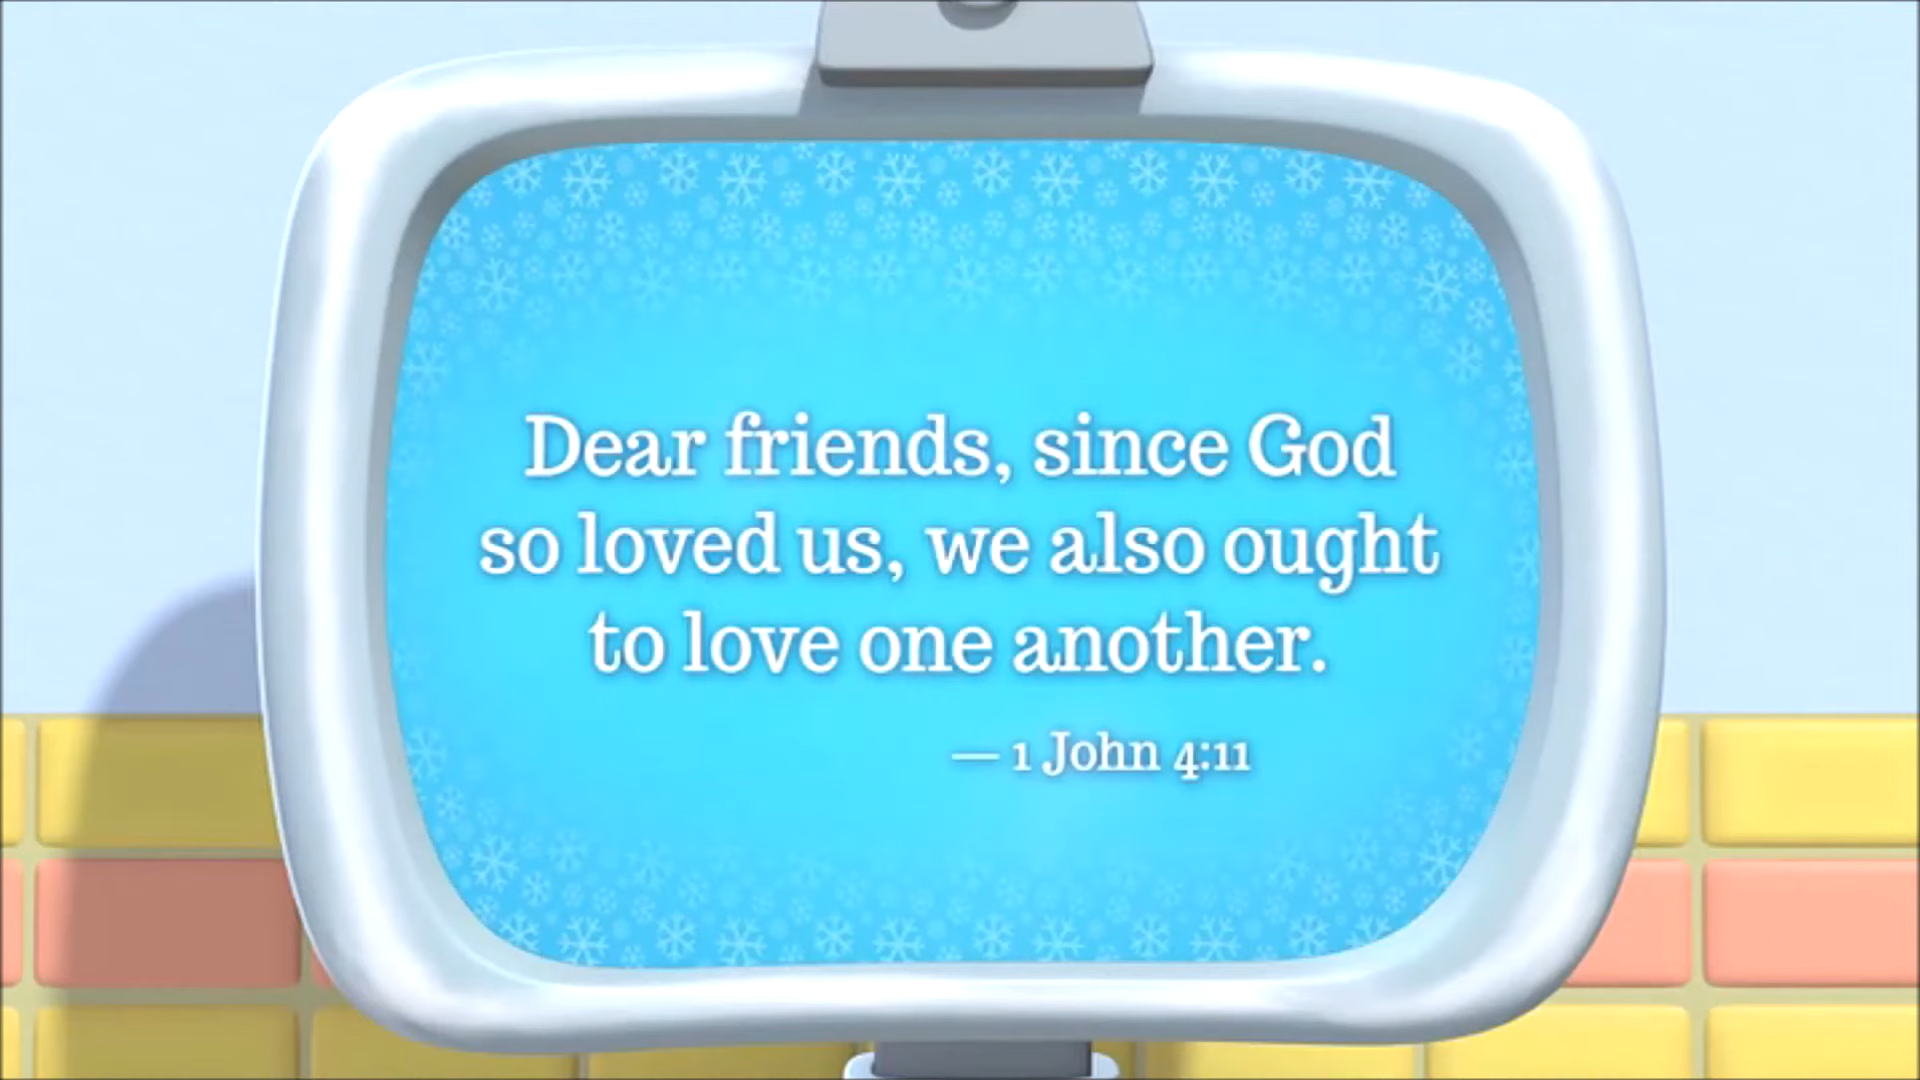 Dear friends, since God
so loved us, we also ought
to love one another.
— 1 John 4:11